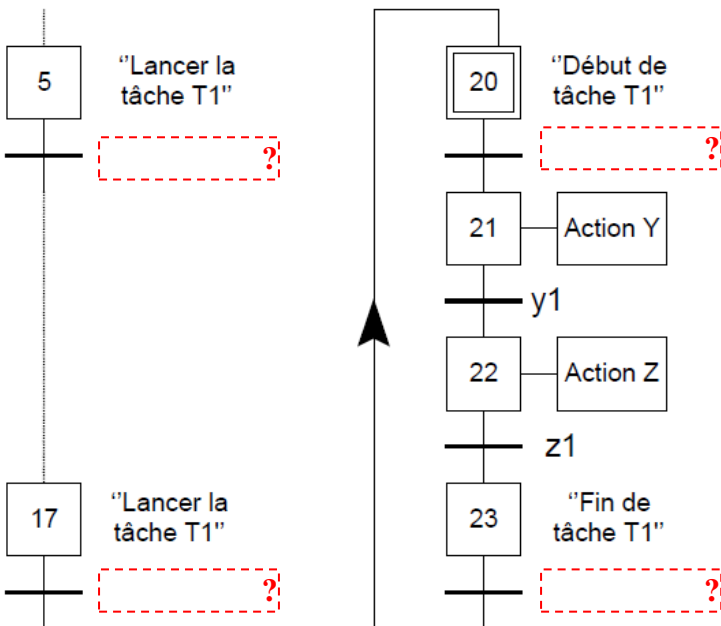 5
‘’Lancer la
tâche T1’’
?
17
‘’Lancer la
tâche T1’’
?
20
‘’Début de
tâche T1’’
?
21
Action Y
y1
22
Action Z
z1
23
‘’Fin de
tâche T1’’
?